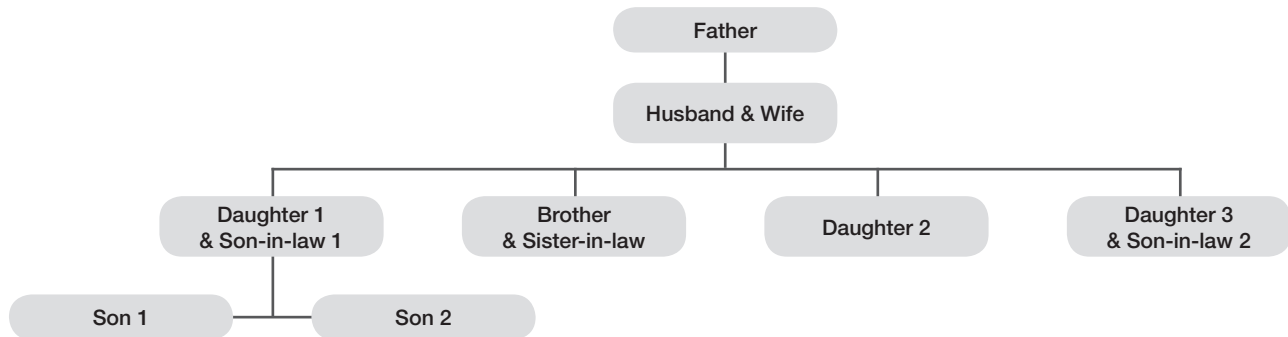 Father
Husband & Wife
Daughter 1
& Son-in-law 1
Brother
& Sister-in-law
Daughter 2
Daughter 3
& Son-in-law 2
Son 1
Son 2